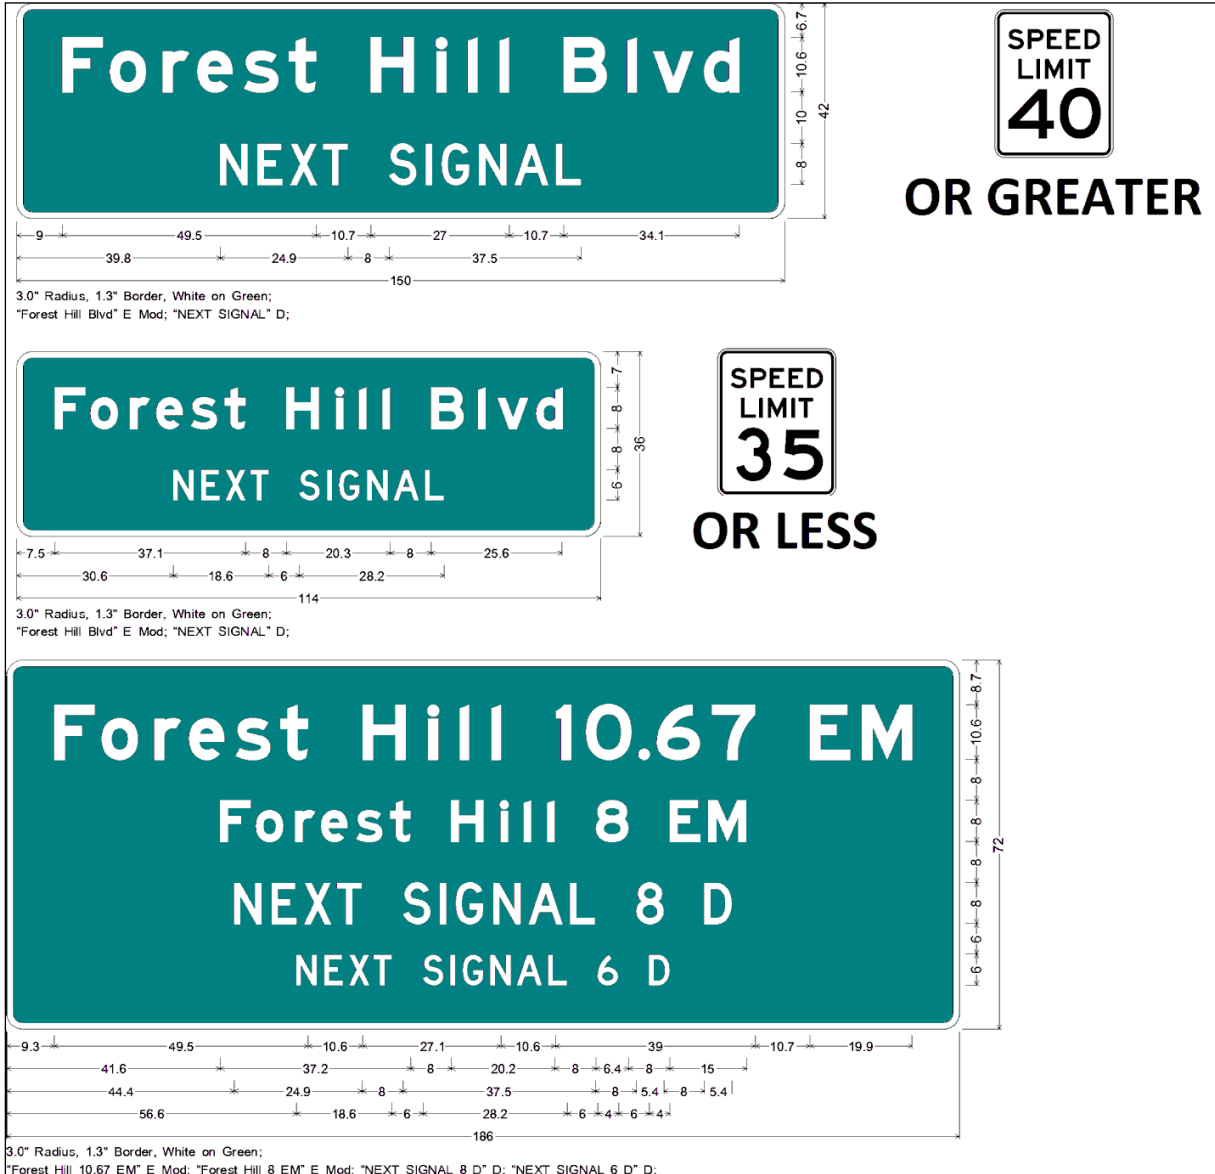 Forest Hill Blvd
NEXT SIGNAL
6.7
10.6
10
8
42
9 49.5 10.7 27 10.7 34.1
39.8 24.9 8 37.5
150
3.0" Radius, 1.3" Border, White on Green;
"Forest Hill Blvd" E Mod; "NEXT SIGNAL" D;
SPEED
LIMIT
40
OR GREATER
Forest Hill Blvd
NEXT SIGNAL
7
8
8
6
36
7.5 37.1 8 20.3 8 25.6
30.6 18.6 6 28.2
114
3.0" Radius, 1.3" Border, White on Green;
"Forest Hill Blvd" E Mod; "NEXT SIGNAL" D;
SPEED
LIMIT
35
OR LESS
Forest Hill 10.67 EM
Forest Hill 8 EM
NEXT SIGNAL 8 D
NEXT SIGNAL 6 D
8.7
10.6
8
8
8
8
6
6
72
9.3 49.5 10.6 27.1 10.6 39 10.7 19.9
41.6 37.2 8 20.2 8 6.4 8 15
44.4 24.9 8 37.5 8 5.4 8 5.4
56.6 18.6 6 28.2 6 4 6 4
186
3.0" Radius, 1.3" Border, White on Green;
"Forest Hill 10.67 EM" E Mod; "Forest Hill 8 EM" E Mod; "NEXT SIGNAL 8 D" D; "NEXT SIGNAL 6 D" D;